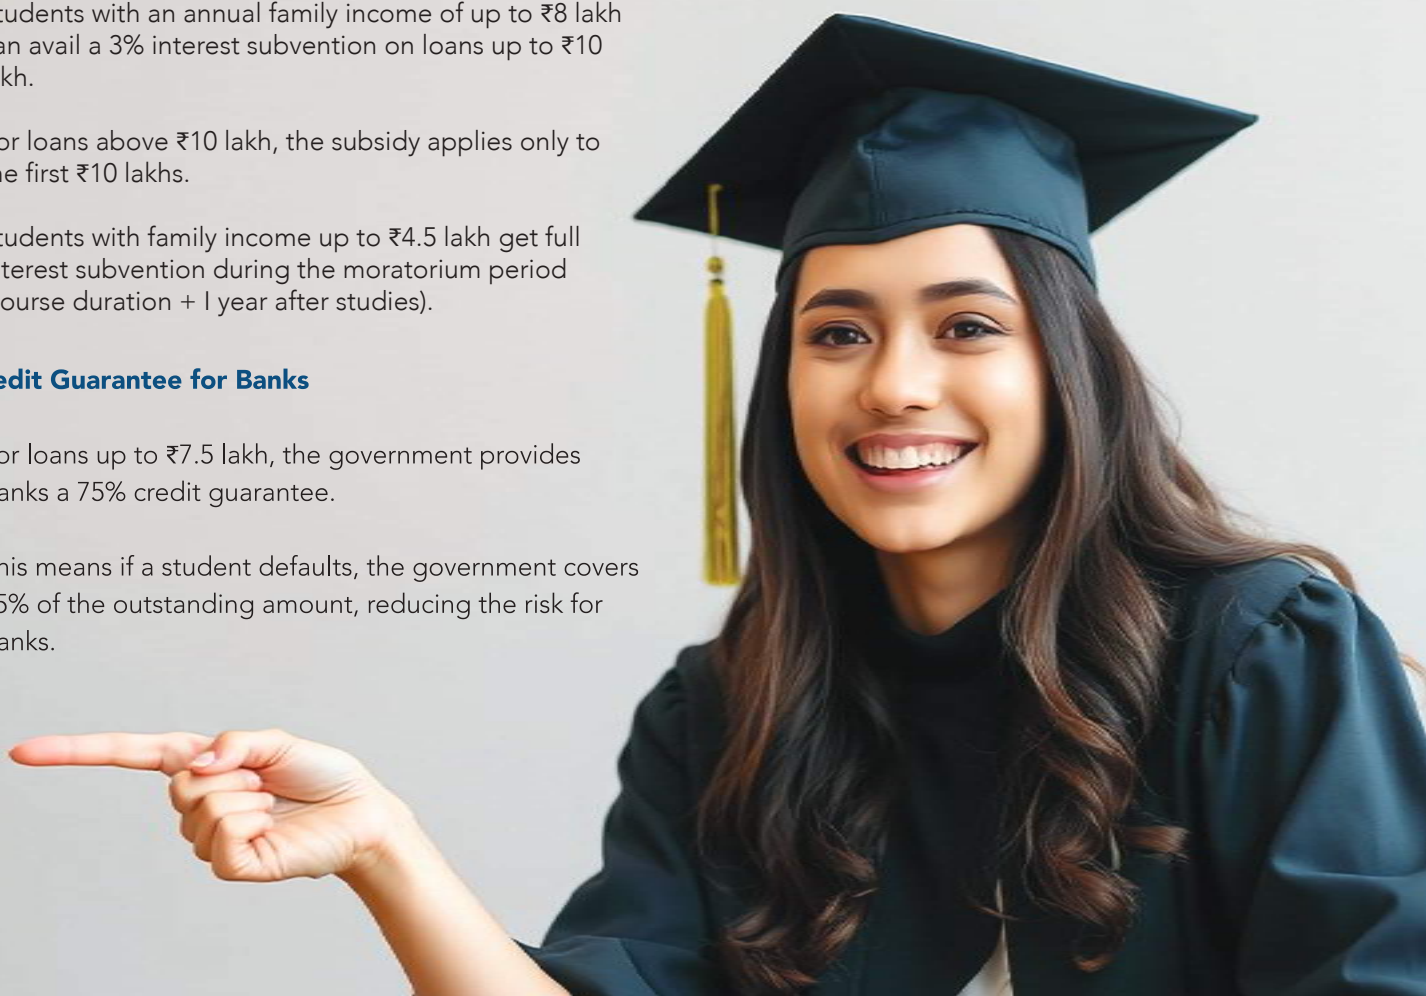 tudents with an annual family income of up to ₹8 lakh
an avail a 3% interest subvention on loans up to ₹10
kh.
or loans above ₹10 lakh, the subsidy applies only to
e first ₹10 lakhs.
tudents with family income up to ₹4.5 lakh get full
terest subvention during the moratorium period
ourse duration + I year after studies).
edit Guarantee for Banks
or loans up to ₹7.5 lakh, the government provides
anks a 75% credit guarantee.
his means if a student defaults, the government covers
5% of the outstanding amount, reducing the risk for
anks.